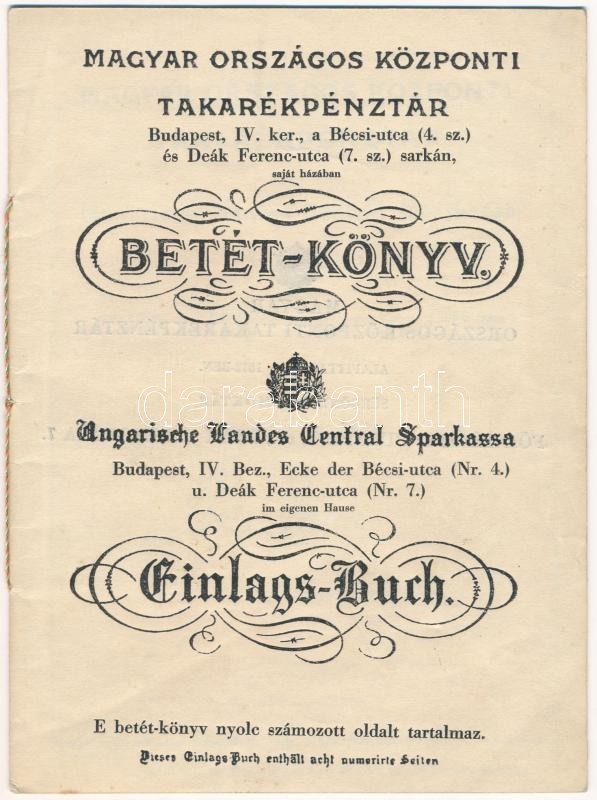 MAGYAR ORSZÁGOS KÖZPONTI
TAKARÉKPÉNZTÁR
Budapest, IV. ker., a Bécsi-utca (4. sz.)
és Deák Ferenc-utca (7. sz.) sarkán,
saját házában
BETÉT-KÖNYV.
darabanth
Ungarische Landes Central Sparkassa
Budapest, IV. Bez., Ecke der Bécsi-utca (Nr. 4.)
u. Deák Ferenc-utca (Nr. 7.)
im eigenen Hause
Einlags-Buch.
E betét-könyv nyolc számozott oldalt tartalmaz.
Dieses Einlags-Buch enthält acht numerirte Seiten